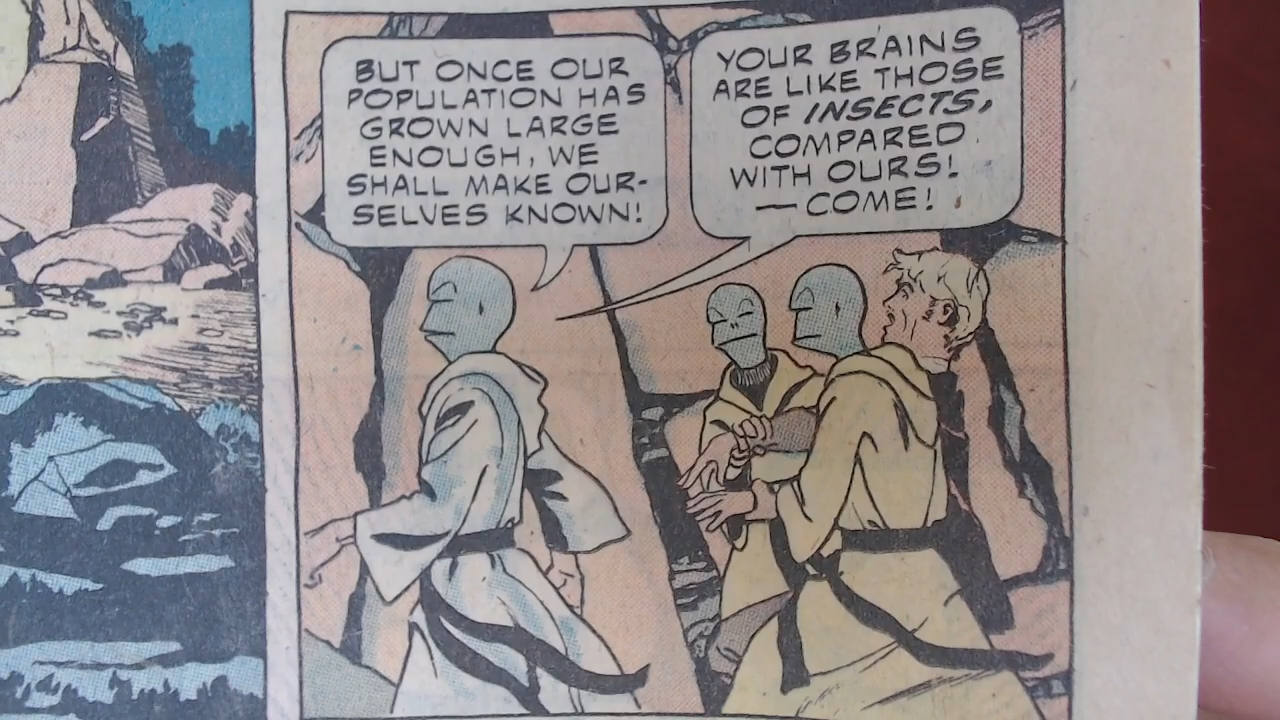 BUT ONCE OUR
POPULATION HAS
GROWN LARGE
ENOUGH, WE
SHALL MAKE OUR-
SELVES KNOWN!
YOUR BRAINS
ARE LIKE THOSE
OF INSECTS,
COMPARED
WITH OURS!
—COME!